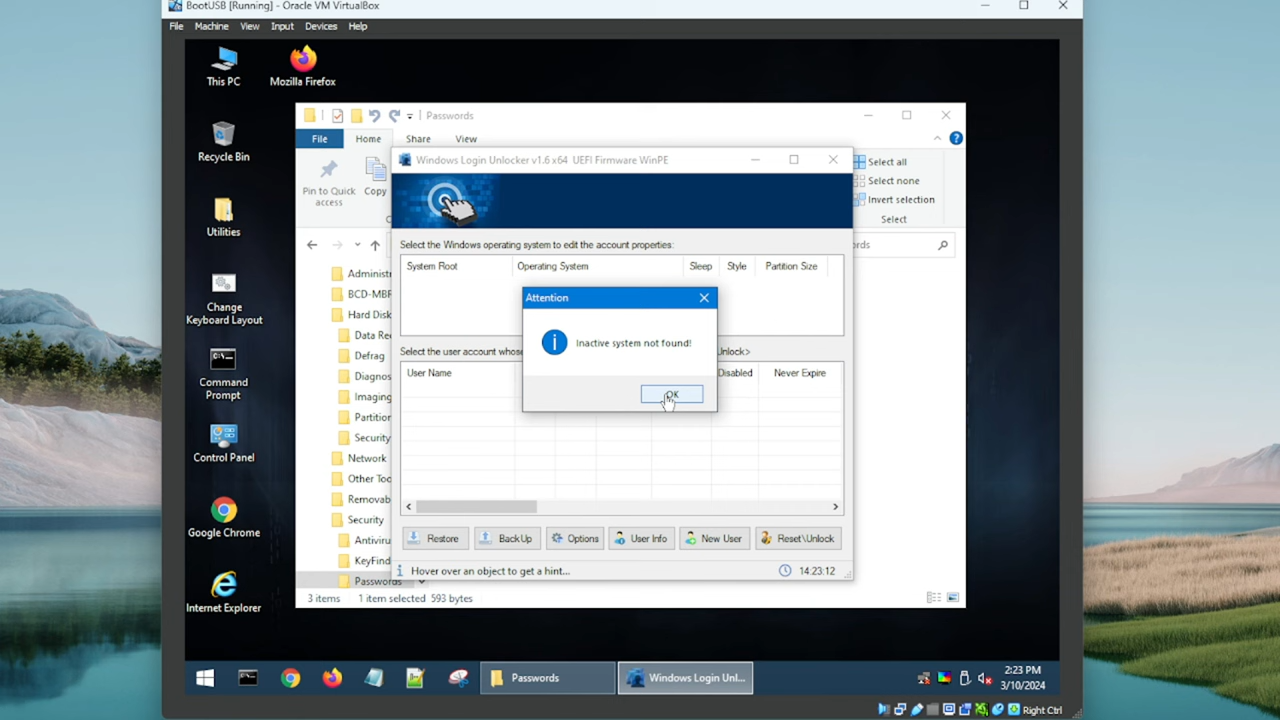 BootUSB [Running] - Oracle VM VirtualBox
File Machine View Input Devices Help
This PC
Mozilla Firefox
Recycle Bin
Utilities
Change
Keyboard Layout
Command
Prompt
Control Panel
Google Chrome
Internet Explorer
Passwords
File Home Share View
Pin to Quick
access
Copy
Select all
Select none
Invert selection
Select
Windows Login Unlocker v1.6 x64 UEFI Firmware WinPE
Select the Windows operating system to edit the account properties:
System Root Operating System Sleep Style Partition Size
Attention
Inactive system not found!
OK
Select the user account whose
Unlock>
User Name Disabled Never Expire
Restore BackUp Options User Info New User Reset\Unlock
Hover over an object to get a hint... 14:23:12
BCD-MBR
Hard Disk
Defrag
Imaging
Partition
Security
Network
Other Too
Security
KeyFind
Passwords
3 items 1 item selected 593 bytes
Passwords
Windows Login Unl...
2:23 PM
3/10/2024
Right Ctrl